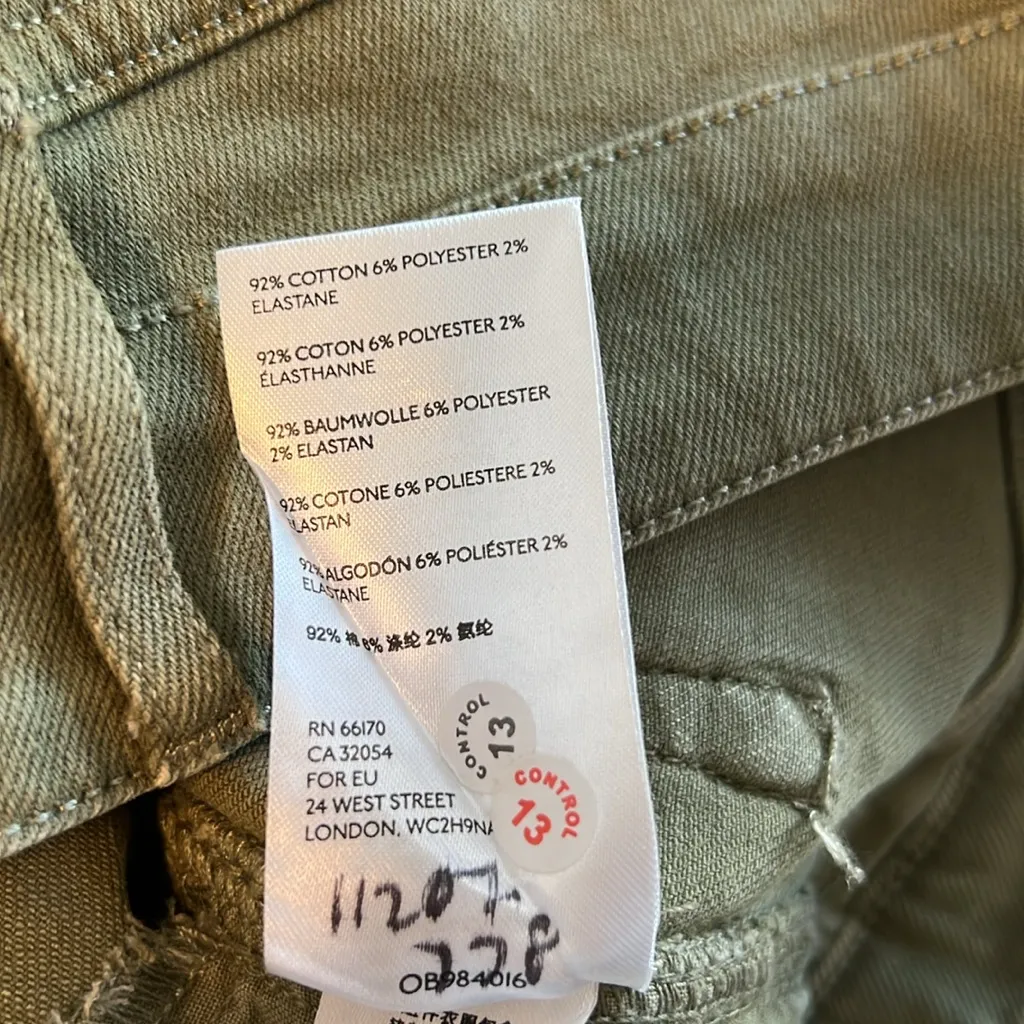 92% COTTON 6% POLYESTER 2%
ELASTANE
92% COTON 6% POLYESTER 2%
ÉLASTHANNE
92% BAUMWOLLE 6% POLYESTER
2% ELASTAN
92% COTONE 6% POLIESTERE 2%
ELASTAN
92% ALGODÓN 6% POLIÉSTER 2%
ELASTANE
92% 棉 6% 涤纶 2% 氨纶
RN 66170
CA 32054
FOR EU
24 WEST STREET
LONDON, WC2H9NA
CONTROL
13
CONTROL
13
11207-
778
OB984016